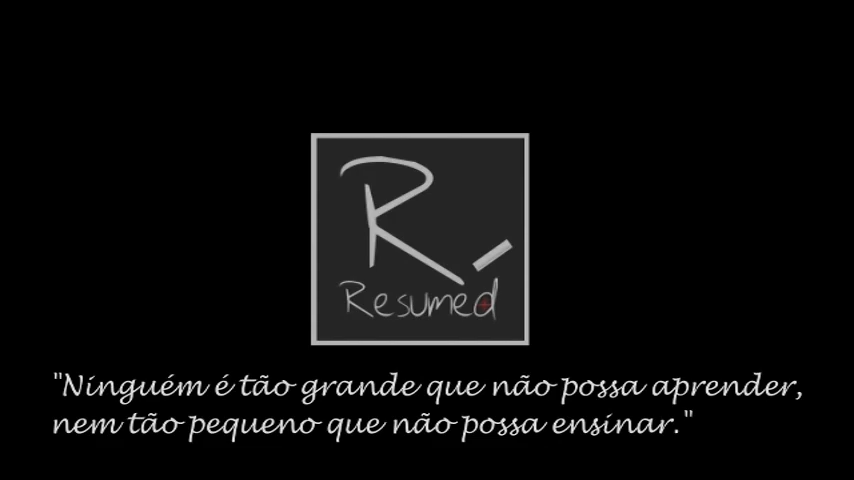 R
Resumed
"Ninguém é tão grande que não possa aprender,
nem tão pequeno que não possa ensinar."